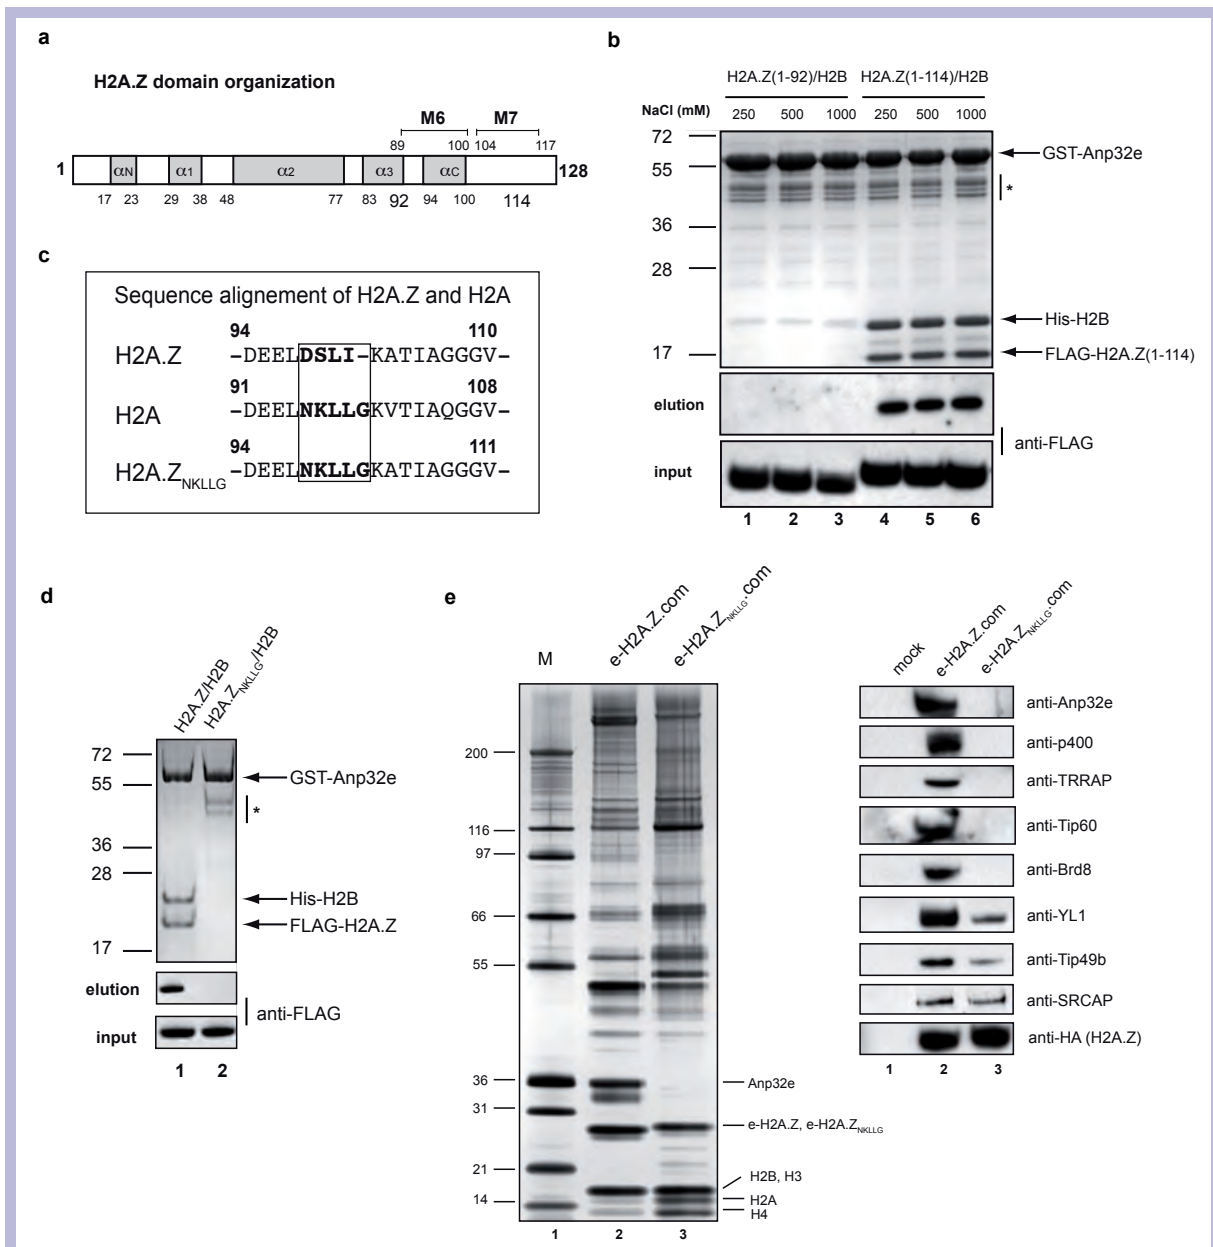 a
H2A.Z domain organization
M6 M7
89 100 104 117
1 αN α1 α2 α3 αC 128
17 23 29 38 48 77 83 92 94 100 114
b
H2A.Z(1-92)/H2B H2A.Z(1-114)/H2B
NaCl (mM) 250 500 1000 250 500 1000
72
GST-Anp32e
55
*
36
28
His-H2B
17 FLAG-H2A.Z(1-114)
elution
anti-FLAG
input
1 2 3 4 5 6
c
Sequence alignement of H2A.Z and H2A
94 110
H2A.Z –DEELDSLI-KATIAGGGV–
91 108
H2A –DEELNKLLGKVTIAQGGV–
94 111
H2A.ZNKLLG –DEELNKLLGKATIAGGGV–
d
H2A.Z/H2B
H2A.ZNKLLG/H2B
72
GST-Anp32e
55
*
36
28
His-H2B
FLAG-H2A.Z
17
elution
anti-FLAG
input
1 2
e
M e-H2A.Z.com e-H2A.ZNKLLG.com
200
116
97
66
55
36 Anp32e
31
e-H2A.Z, e-H2A.ZNKLLG
21
H2B, H3
14 H2A
H4
1 2 3
mock e-H2A.Z.com e-H2A.ZNKLLG.com
anti-Anp32e
anti-p400
anti-TRRAP
anti-Tip60
anti-Brd8
anti-YL1
anti-Tip49b
anti-SRCAP
anti-HA (H2A.Z)
1 2 3